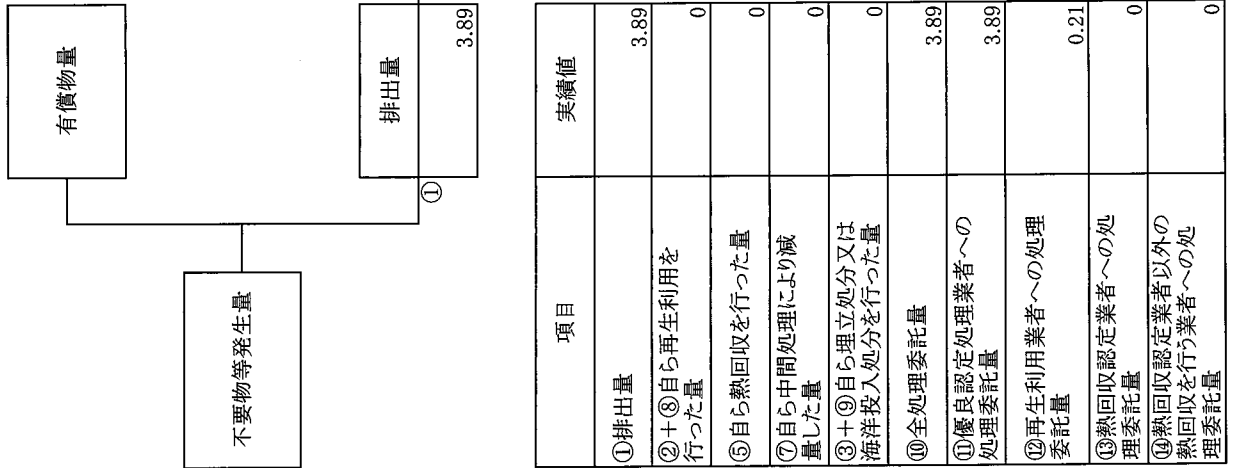 有償物量
不要物等発生量
①
排出量
3.89
項目
実績値
①排出量
3.89
②+⑧自ら再生利用を
行った量
0
⑤自ら熱回収を行った量
0
⑦自ら中間処理により減
量した量
0
③+⑨自ら埋立処分又は
海洋投入処分を行った量
0
⑩全処理委託量
3.89
⑪優良認定処理業者への
処理委託量
3.89
⑫再生利用業者への処理
委託量
0.21
⑬熱回収認定業者への処
理委託量
0
⑭熱回収認定業者以外の
熱回収を行う業者への処
理委託量
0